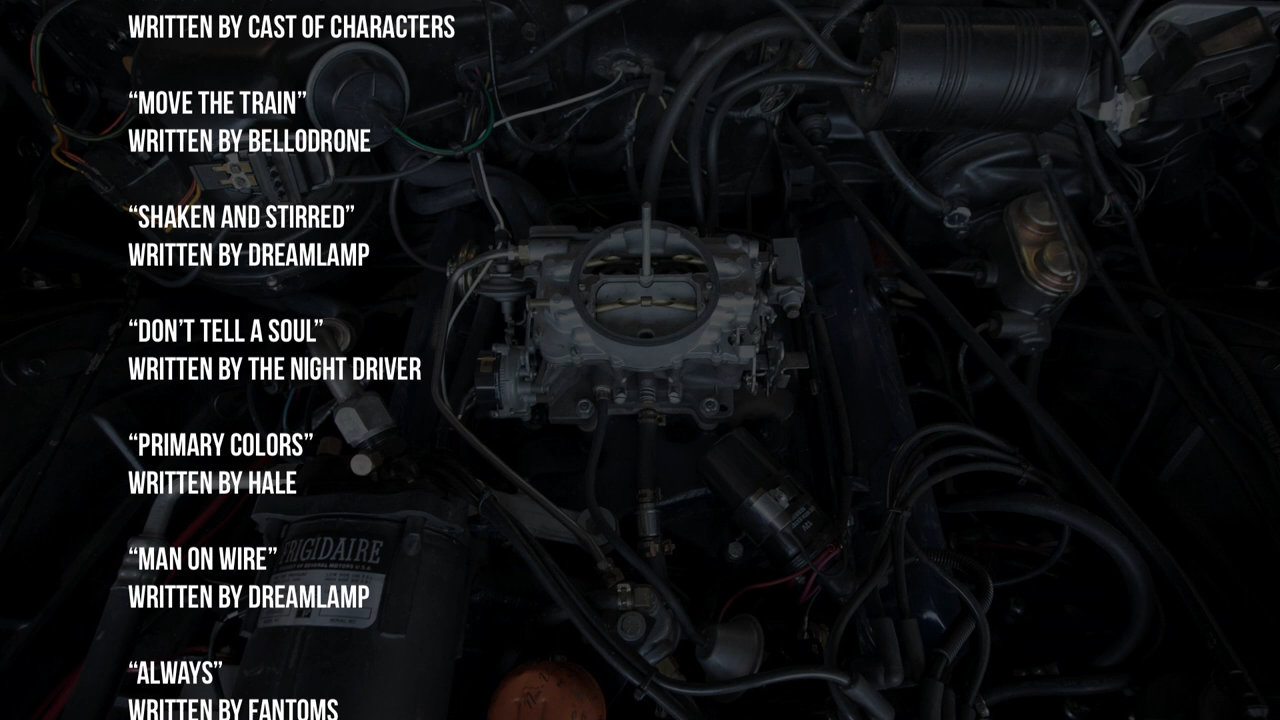 WRITTEN BY CAST OF CHARACTERS
“MOVE THE TRAIN”
WRITTEN BY BELLODRONE
“SHAKEN AND STIRRED”
WRITTEN BY DREAMLAMP
“DON’T TELL A SOUL”
WRITTEN BY THE NIGHT DRIVER
“PRIMARY COLORS”
WRITTEN BY HALE
“MAN ON WIRE”
WRITTEN BY DREAMLAMP
“ALWAYS”
WRITTEN BY FANTOMS
FRIGIDAIRE